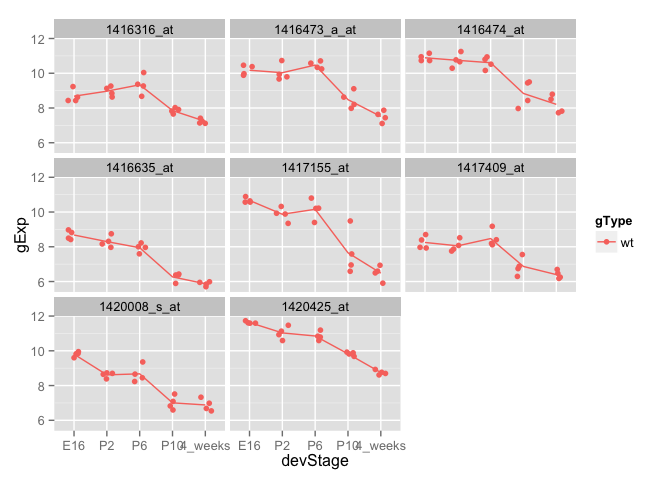 1416316_at 1416473_a_at 1416474_at
12
10
8
6
1416635_at 1417155_at 1417409_at
12
10
8
6
1420008_s_at 1420425_at
12
10
8
6
E16 P2 P6 P10 4_weeks E16 P2 P6 P10 4_weeks
devStage
gExp
gType
wt